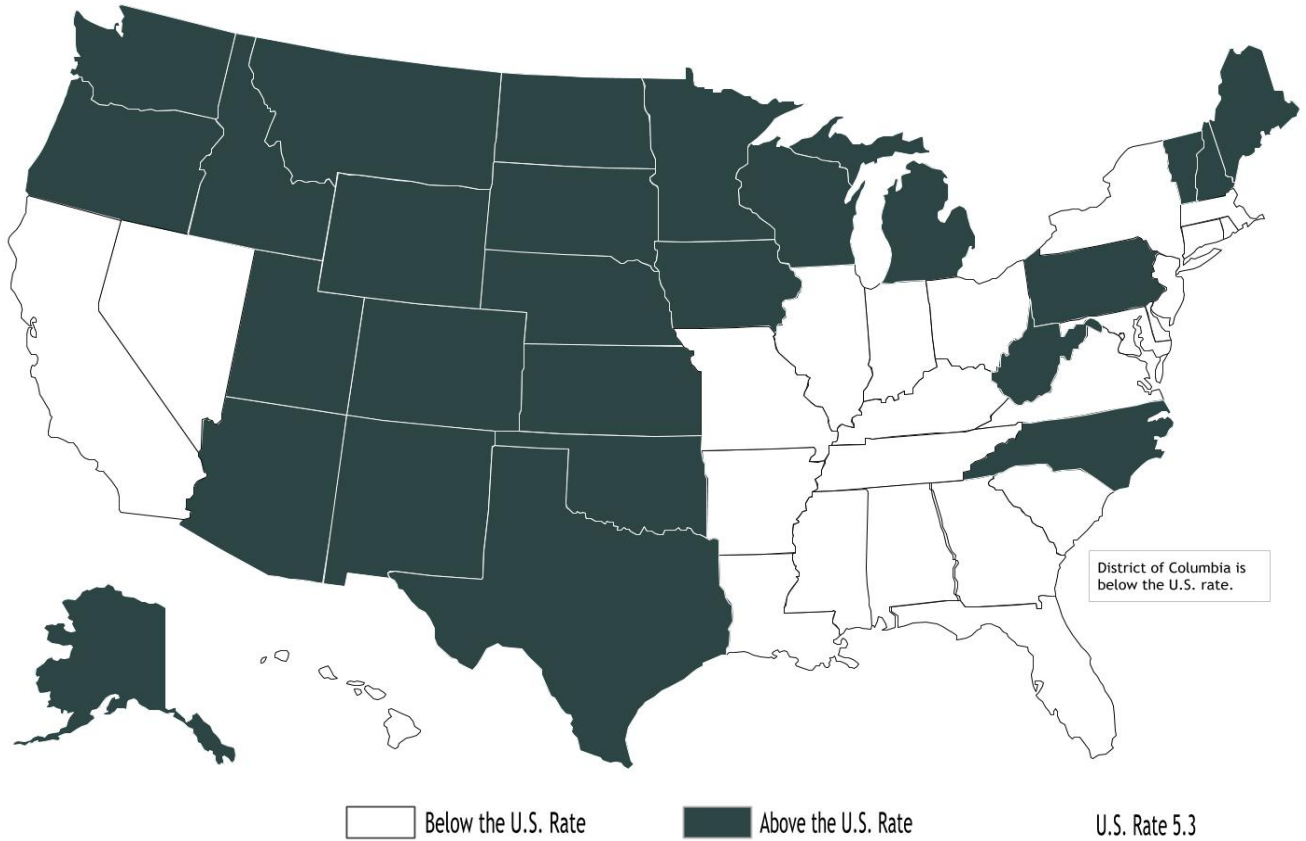 District of Columbia is
below the U.S. rate.
Below the U.S. Rate
Above the U.S. Rate
U.S. Rate 5.3